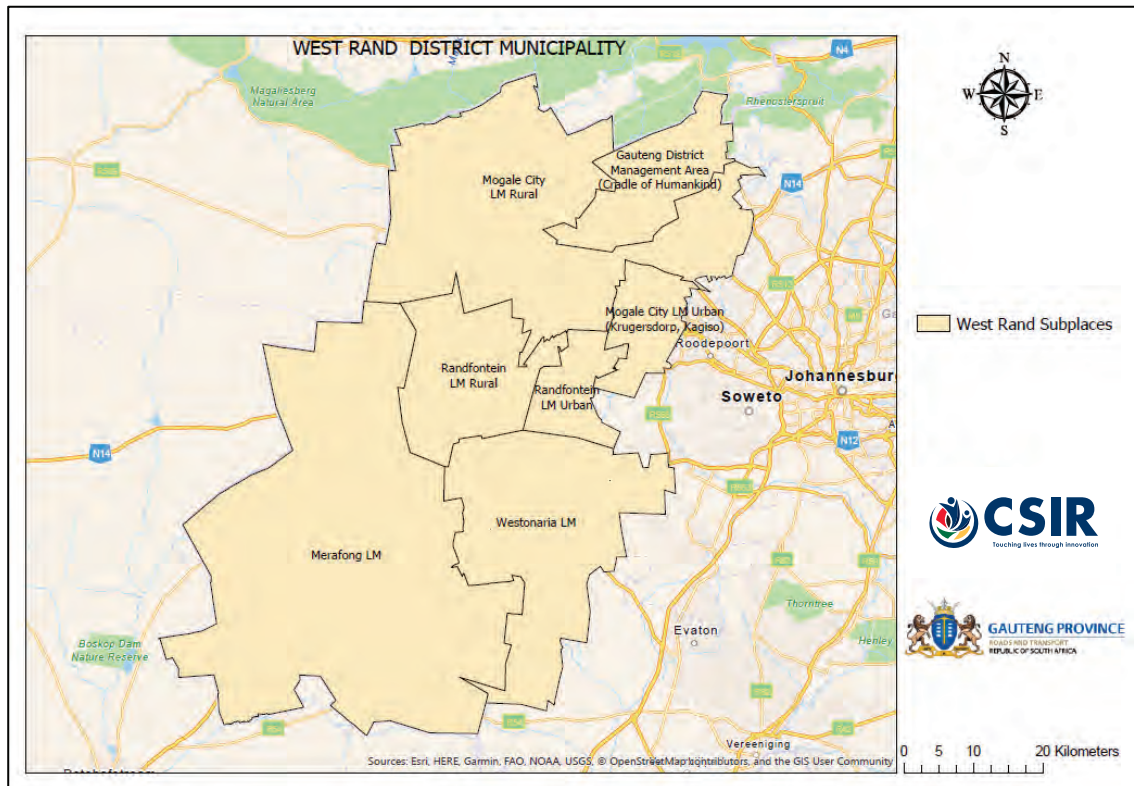 WEST RAND DISTRICT MUNICIPALITY
N4
Magaliesberg
Natural Area
Rhenosterspruit
Gauteng District
Management Area
(Cradle of Humankind)
Mogale City
LM Rural
N14
Mogale City LM Urban
(Krugersdorp, Kagiso)
Roodepoort
Randfontein
LM Rural
Johannesburg
Randfontein
LM Urban
Soweto
N14
N12
Westonaria LM
Merafong LM
Thorntree
Evaton
Henley
Boskop Dam
Nature Reserve
Vereeniging
Sources: Esri, HERE, Garmin, FAO, NOAA, USGS, © OpenStreetMap contributors, and the GIS User Community
N
W
E
S
West Rand Subplaces
CSIR
Touching lives through innovation
GAUTENG PROVINCE
ROADS AND TRANSPORT
REPUBLIC OF SOUTH AFRICA
0 5 10 20 Kilometers